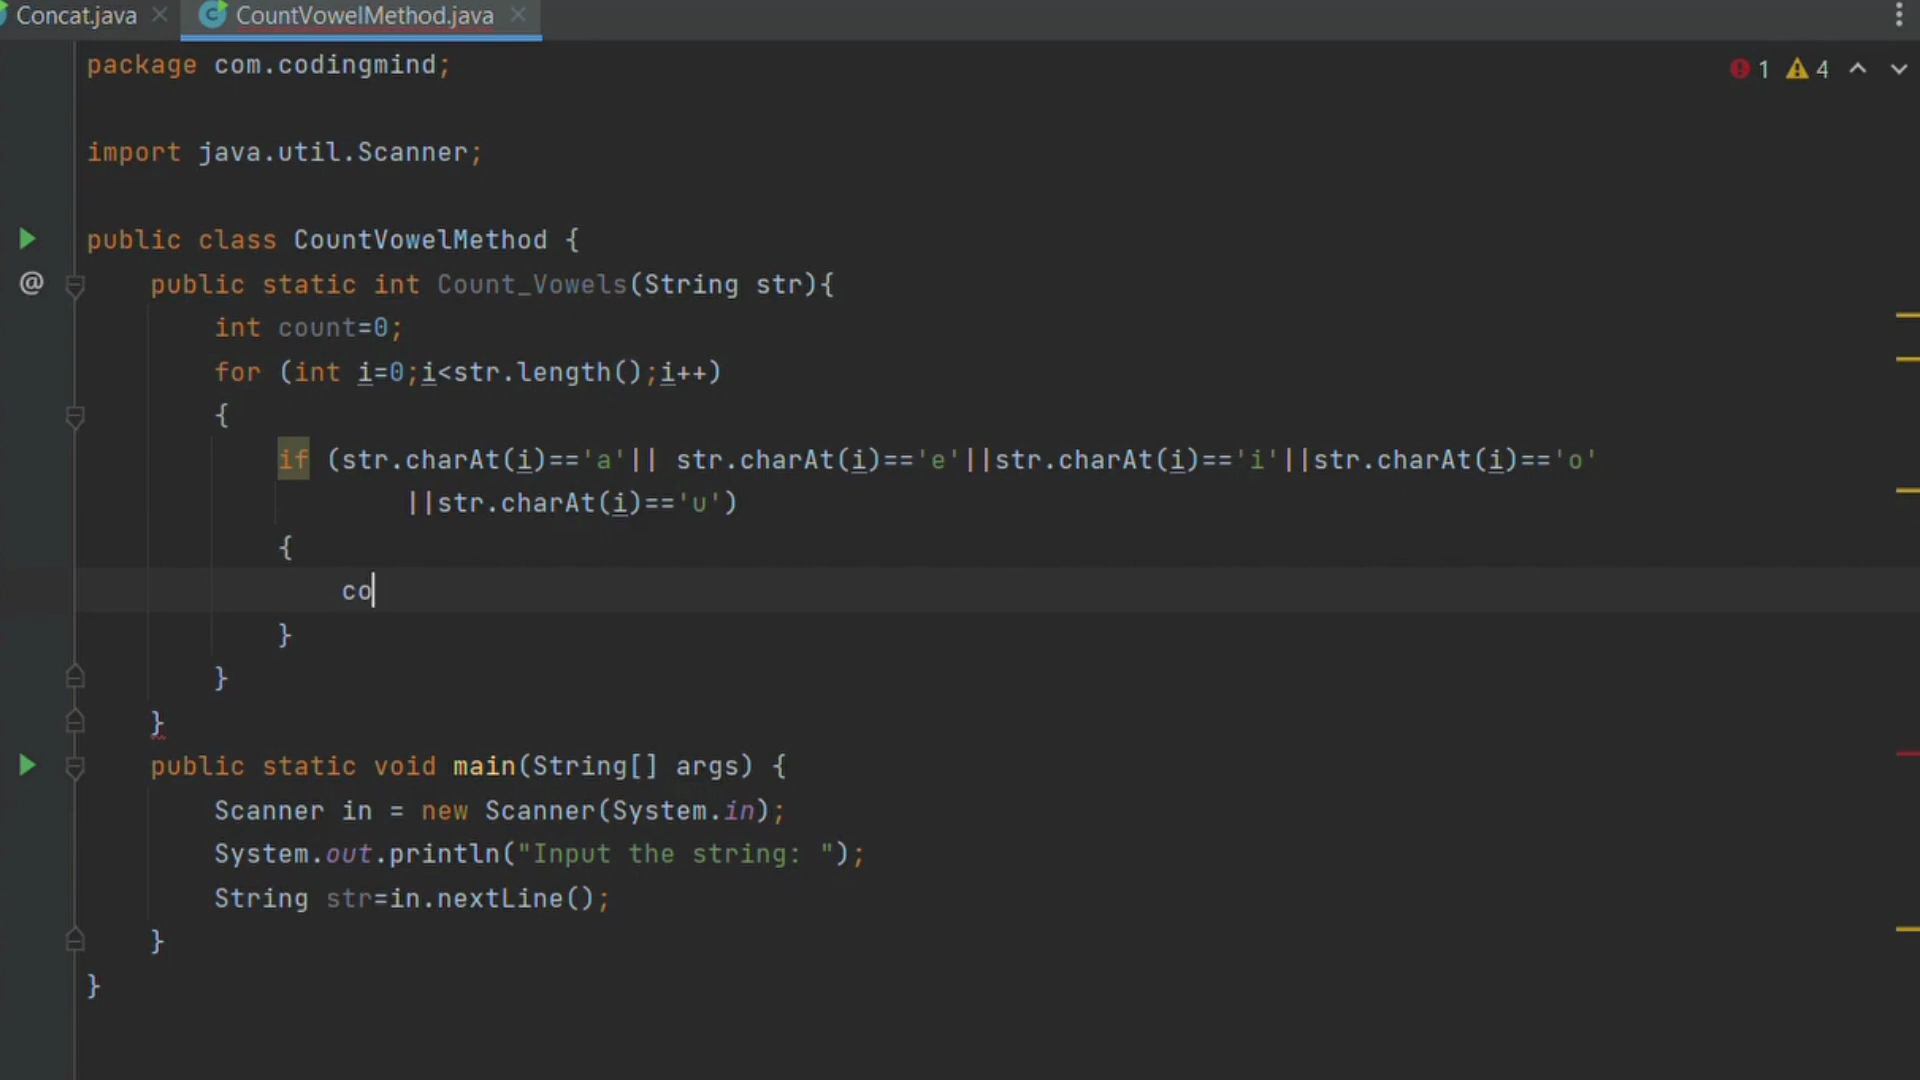 Concat.java CountVowelMethod.java
package com.codingmind;
1 4
import java.util.Scanner;
public class CountVowelMethod {
@ public static int Count_Vowels(String str){
int count=0;
for (int i=0;i<str.length();i++)
{
if (str.charAt(i)=='a'|| str.charAt(i)=='e'||str.charAt(i)=='i'||str.charAt(i)=='o'
||str.charAt(i)=='u')
{
co
}
}
}
public static void main(String[] args) {
Scanner in = new Scanner(System.in);
System.out.println("Input the string: ");
String str=in.nextLine();
}
}